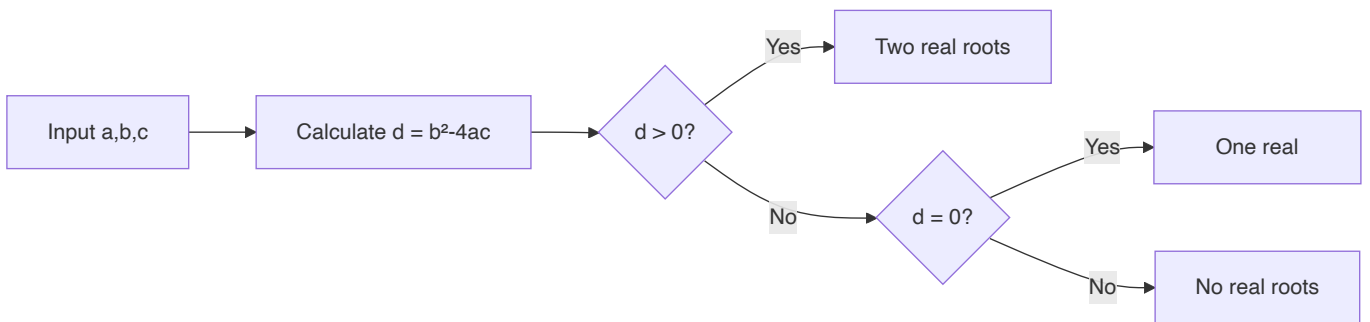 Input a,b,c
Calculate d = b²-4ac
d > 0?
Yes
Two real roots
No
d = 0?
Yes
One real
No
No real roots